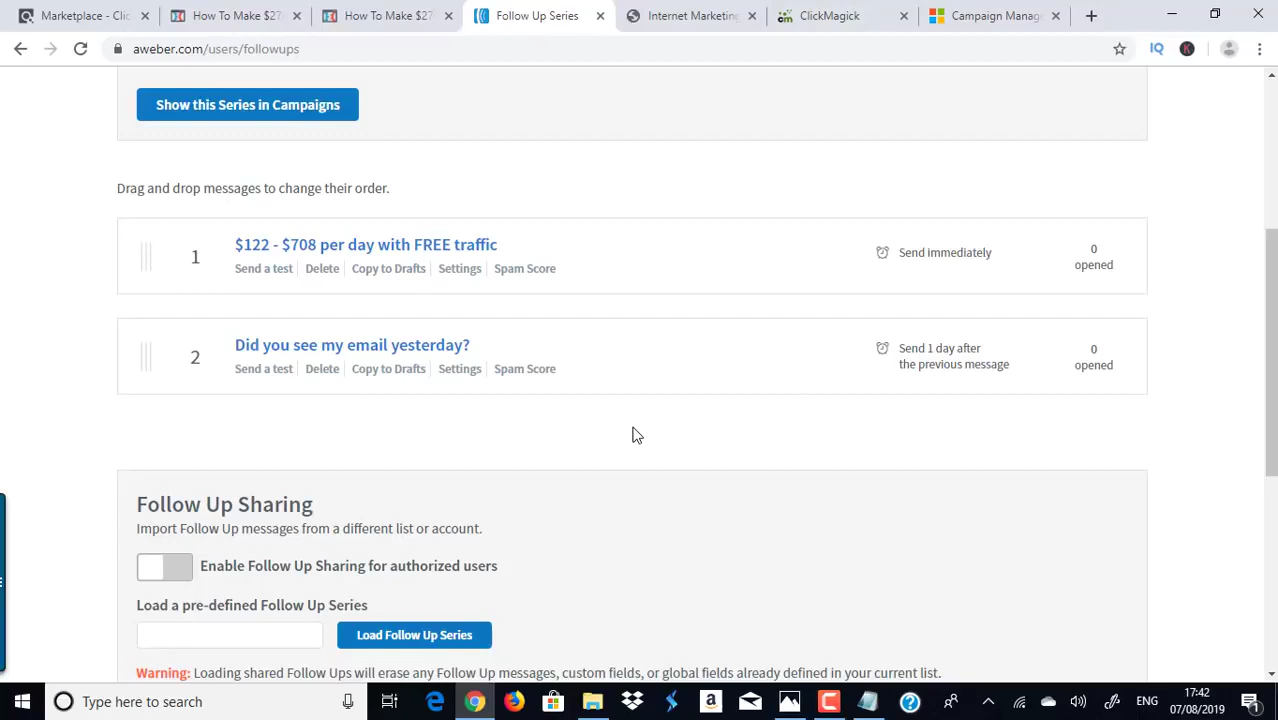 Marketplace - Clic
How To Make $27
How To Make $27
Follow Up Series
Internet Marketing
cm
ClickMagick
Campaign Manag
aweber.com/users/followups
IQ
K
Show this Series in Campaigns
Drag and drop messages to change their order.
1
$122 - $708 per day with FREE traffic
Send a test
Delete
Copy to Drafts
Settings
Spam Score
Send immediately
0
opened
2
Did you see my email yesterday?
Send a test
Delete
Copy to Drafts
Settings
Spam Score
Send 1 day after
the previous message
0
opened
Follow Up Sharing
Import Follow Up messages from a different list or account.
Enable Follow Up Sharing for authorized users
Load a pre-defined Follow Up Series
Load Follow Up Series
Warning: Loading shared Follow Ups will erase any Follow Up messages, custom fields, or global fields already defined in your current list.
Type here to search
ENG
17:42
07/08/2019
1